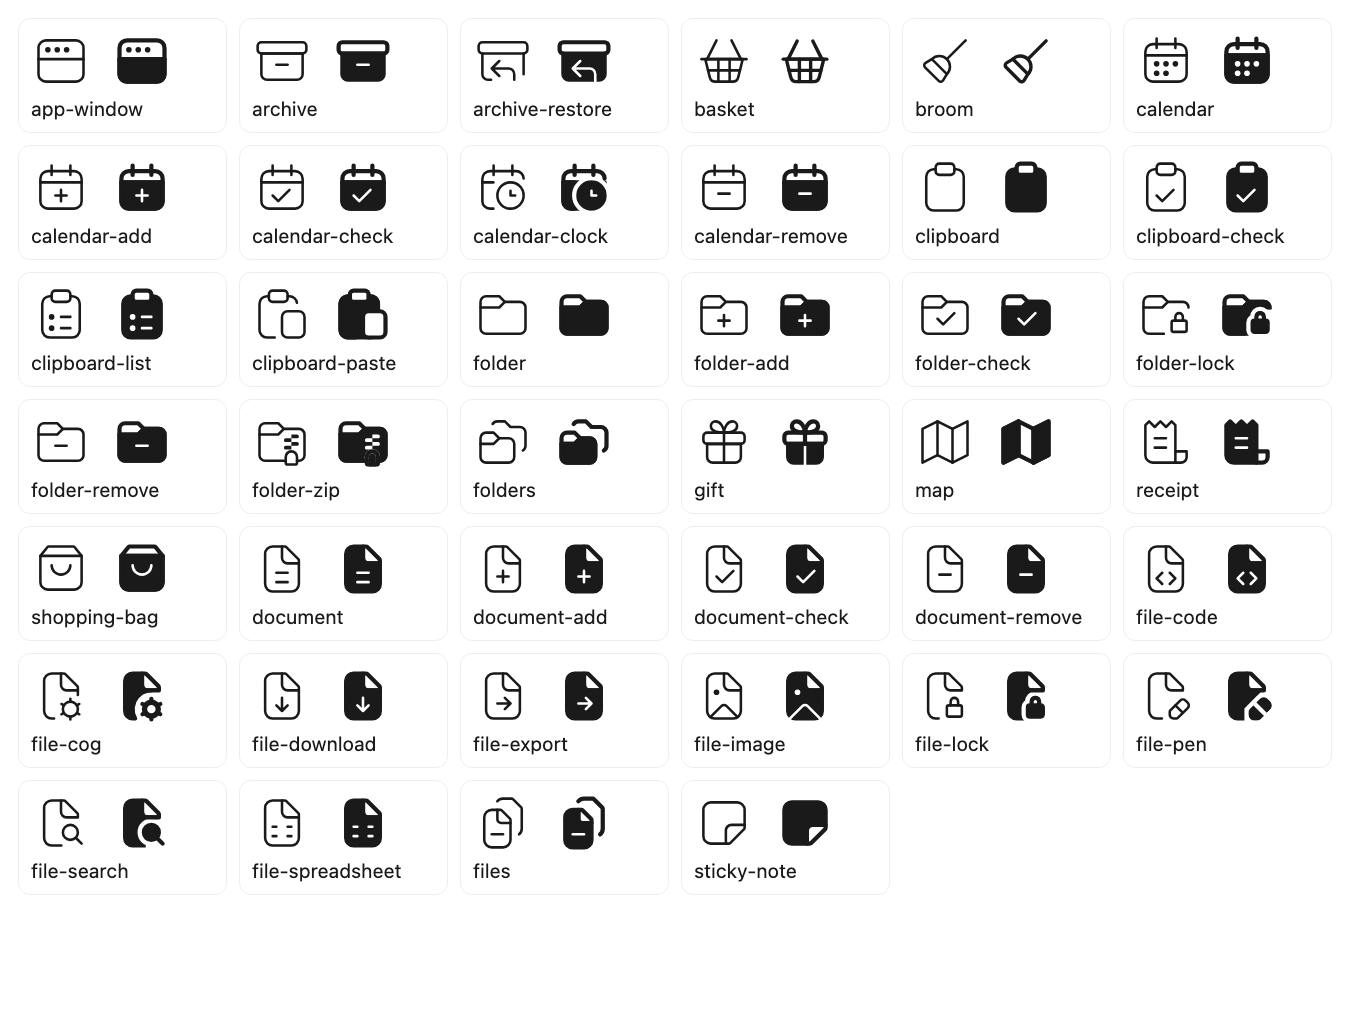 app-window
archive
archive-restore
basket
broom
calendar
calendar-add
calendar-check
calendar-clock
calendar-remove
clipboard
clipboard-check
clipboard-list
clipboard-paste
folder
folder-add
folder-check
folder-lock
folder-remove
folder-zip
folders
gift
map
receipt
shopping-bag
document
document-add
document-check
document-remove
file-code
file-cog
file-download
file-export
file-image
file-lock
file-pen
file-search
file-spreadsheet
files
sticky-note